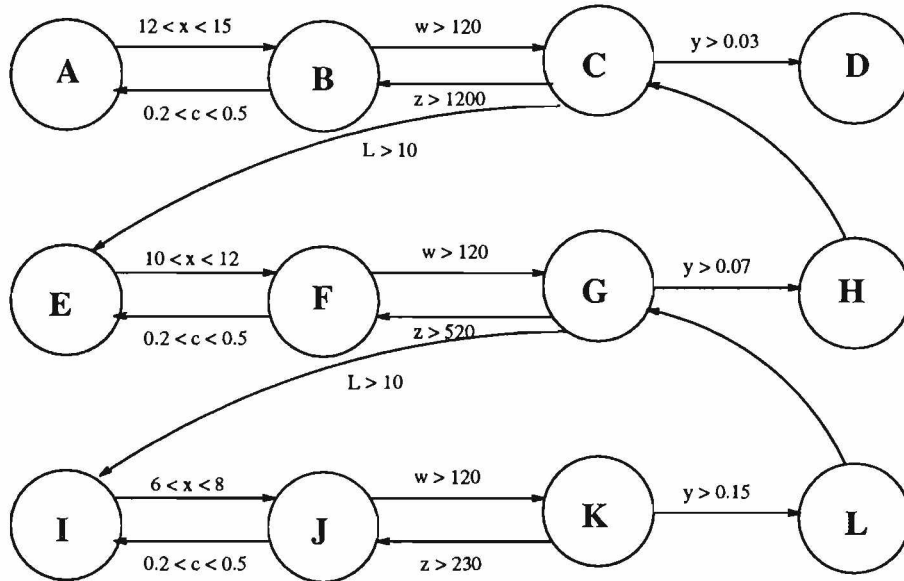 12 < x < 15
w > 120
y > 0.03
A
B
C
D
0.2 < c < 0.5
z > 1200
L > 10
10 < x < 12
w > 120
y > 0.07
E
F
G
H
0.2 < c < 0.5
z > 520
L > 10
6 < x < 8
w > 120
y > 0.15
I
J
K
L
0.2 < c < 0.5
z > 230